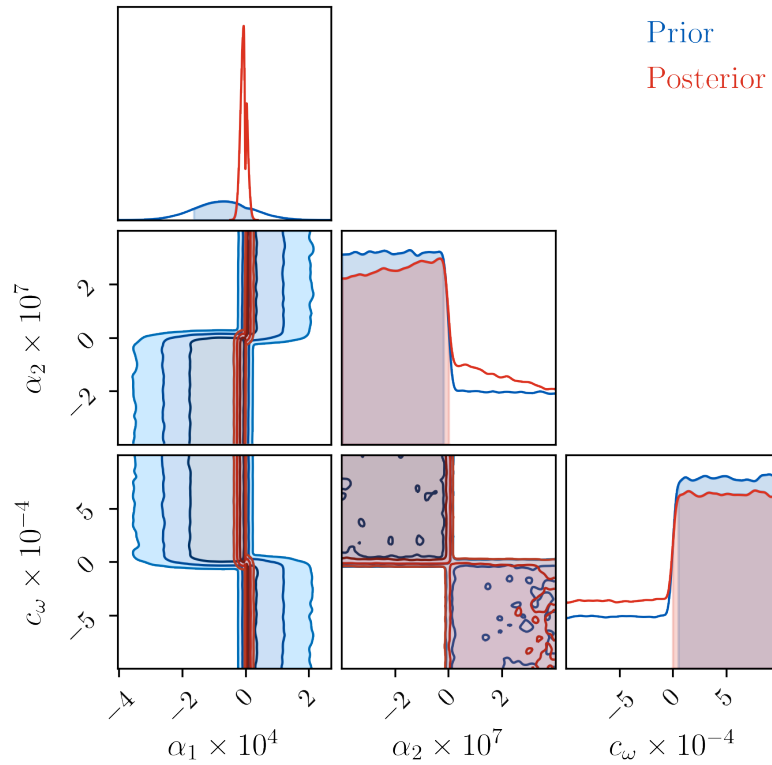 Prior
Posterior
α₂ × 10⁷
2
0
−2
c_ω × 10⁻⁴
5
0
−5
−4
−2
0
2
−2
0
2
−5
0
5
α₁ × 10⁴
α₂ × 10⁷
c_ω × 10⁻⁴